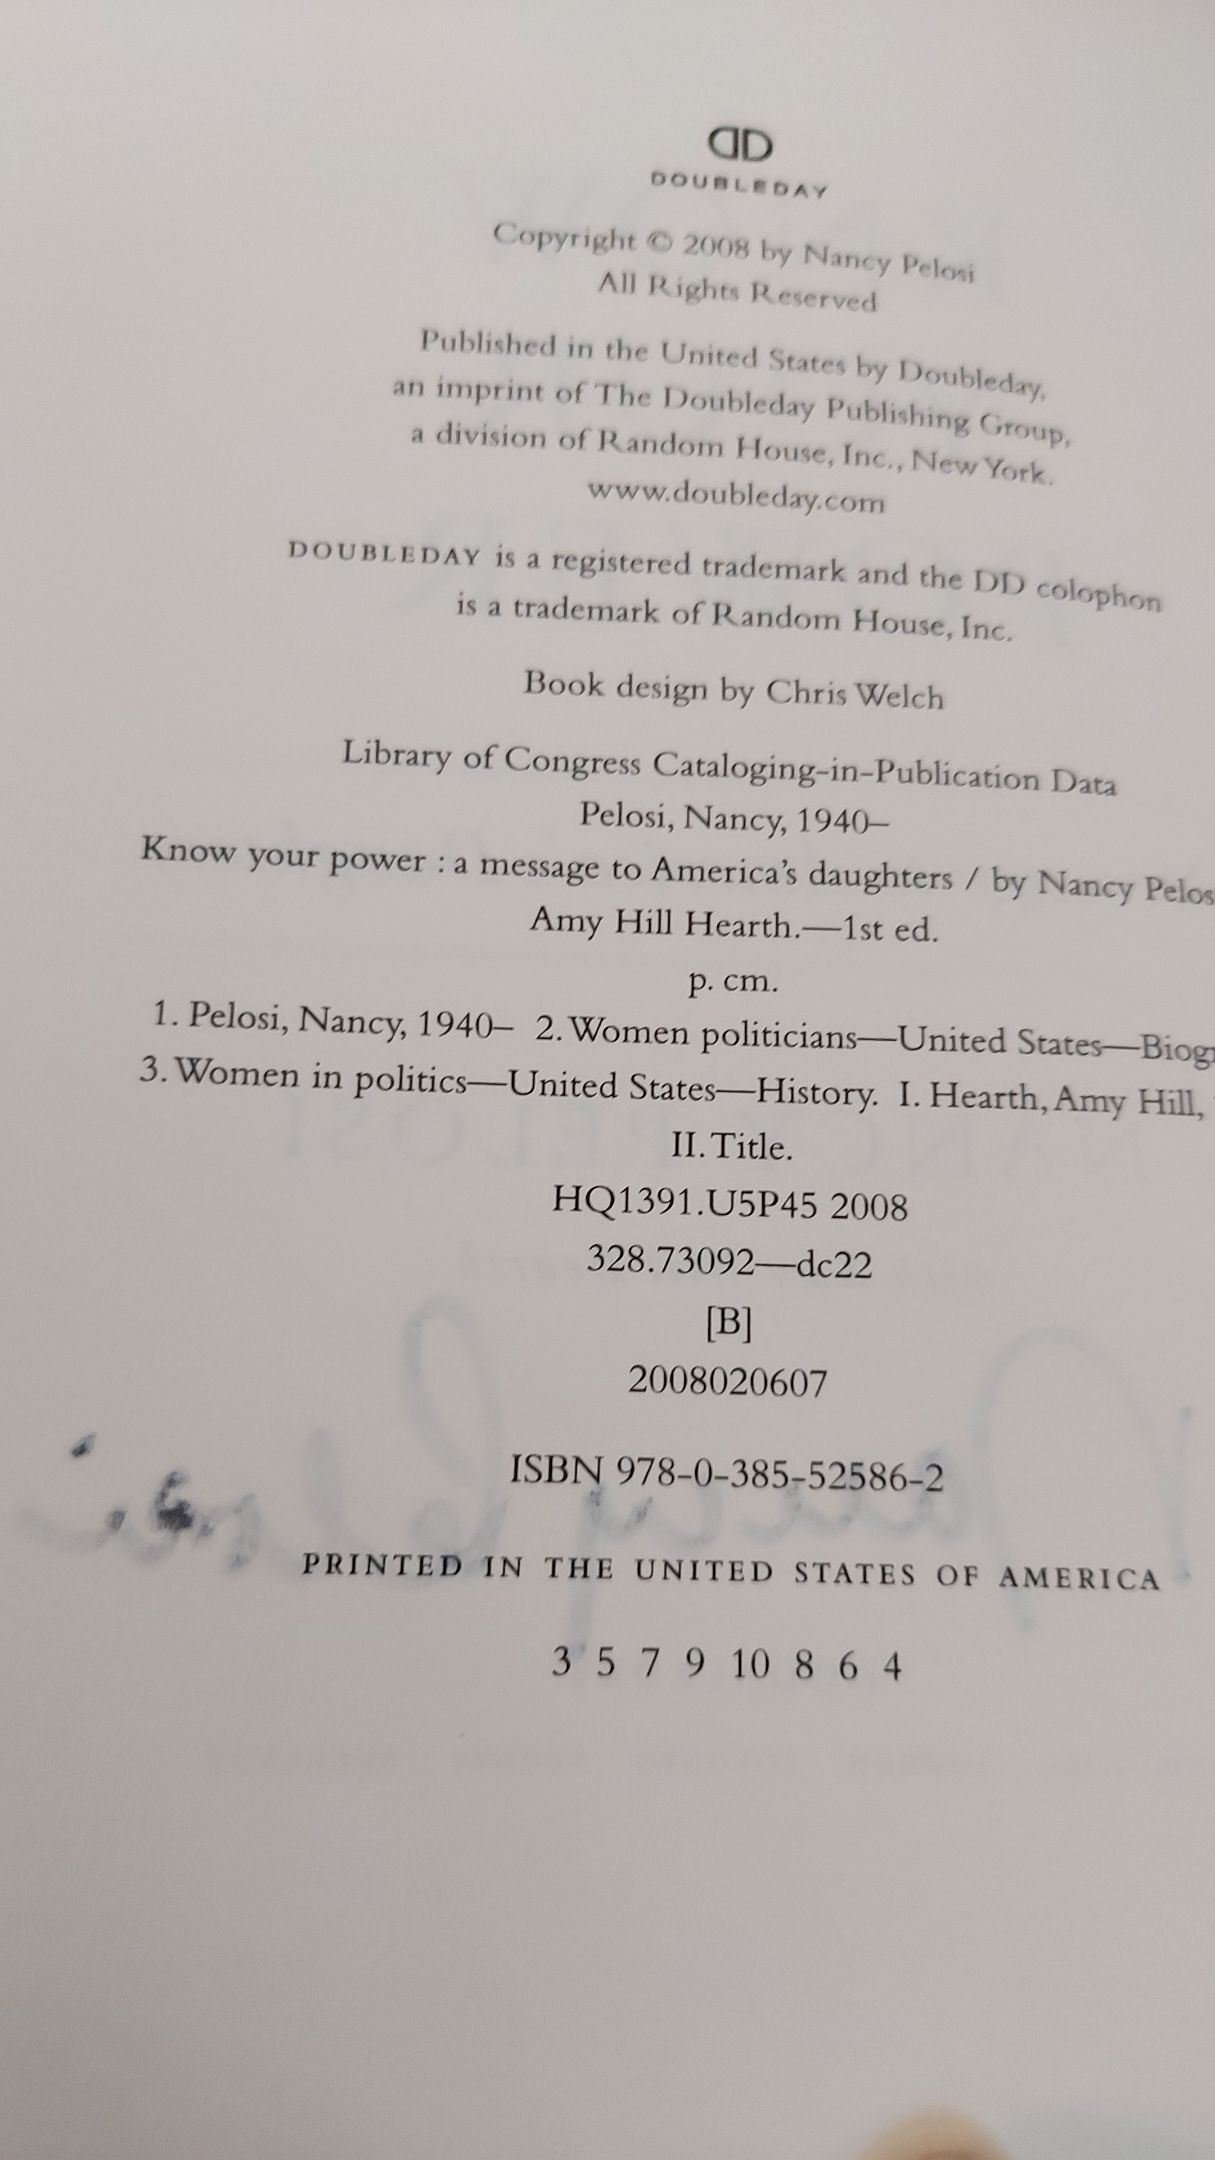 DD
DOUBLEDAY
Copyright © 2008 by Nancy Pelosi
All Rights Reserved
Published in the United States by Doubleday,
an imprint of The Doubleday Publishing Group,
a division of Random House, Inc., New York.
www.doubleday.com
DOUBLEDAY is a registered trademark and the DD colophon
is a trademark of Random House, Inc.
Book design by Chris Welch
Library of Congress Cataloging-in-Publication Data
Pelosi, Nancy, 1940–
Know your power : a message to America's daughters / by Nancy Pelos
Amy Hill Hearth.—1st ed.
p. cm.
1. Pelosi, Nancy, 1940– 2. Women politicians—United States—Biogr
3. Women in politics—United States—History. I. Hearth, Amy Hill,
II. Title.
HQ1391.U5P45 2008
328.73092—dc22
[B]
2008020607
ISBN 978-0-385-52586-2
PRINTED IN THE UNITED STATES OF AMERICA
3 5 7 9 10 8 6 4